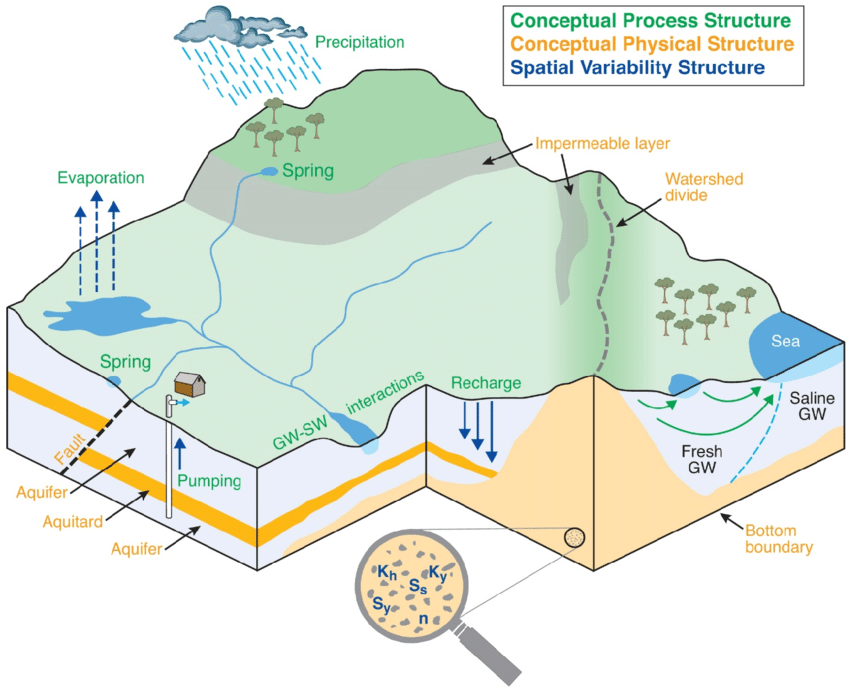 Conceptual Process Structure
Conceptual Physical Structure
Spatial Variability Structure
Precipitation
Impermeable layer
Spring
Watershed
divide
Evaporation
Sea
Spring
Recharge
GW-SW interactions
Saline
GW
Fresh
GW
Fault
Pumping
Aquifer
Aquitard
Aquifer
Bottom
boundary
Kh Ky
Ss
Sy
n